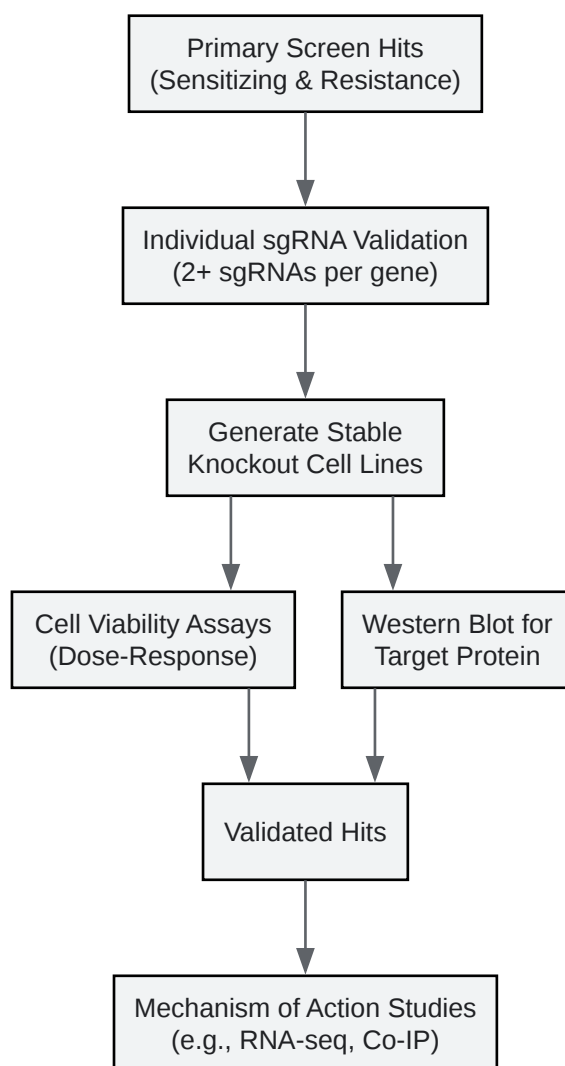 Primary Screen Hits
(Sensitizing & Resistance)
Individual sgRNA Validation
(2+ sgRNAs per gene)
Generate Stable
Knockout Cell Lines
Cell Viability Assays
(Dose-Response)
Western Blot for
Target Protein
Validated Hits
Mechanism of Action Studies
(e.g., RNA-seq, Co-IP)